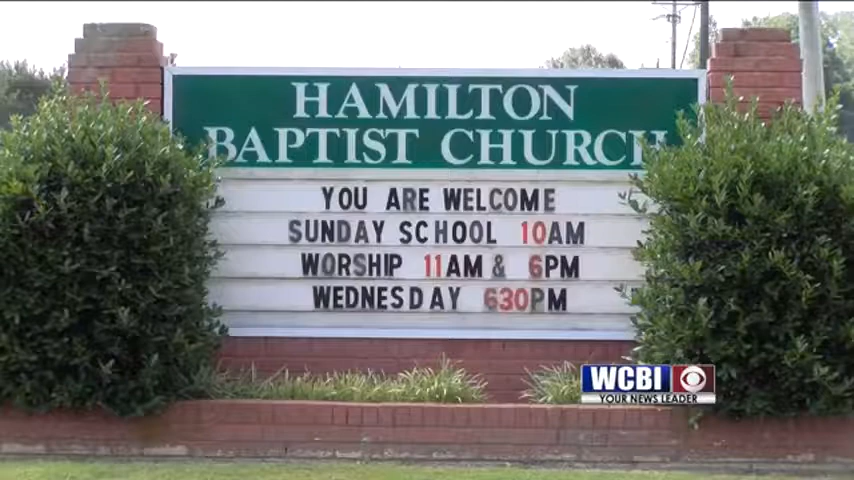 HAMILTON
BAPTIST CHURCH
YOU ARE WELCOME
SUNDAY SCHOOL 10AM
WORSHIP 11AM & 6PM
WEDNESDAY 630PM
WCBI
YOUR NEWS LEADER